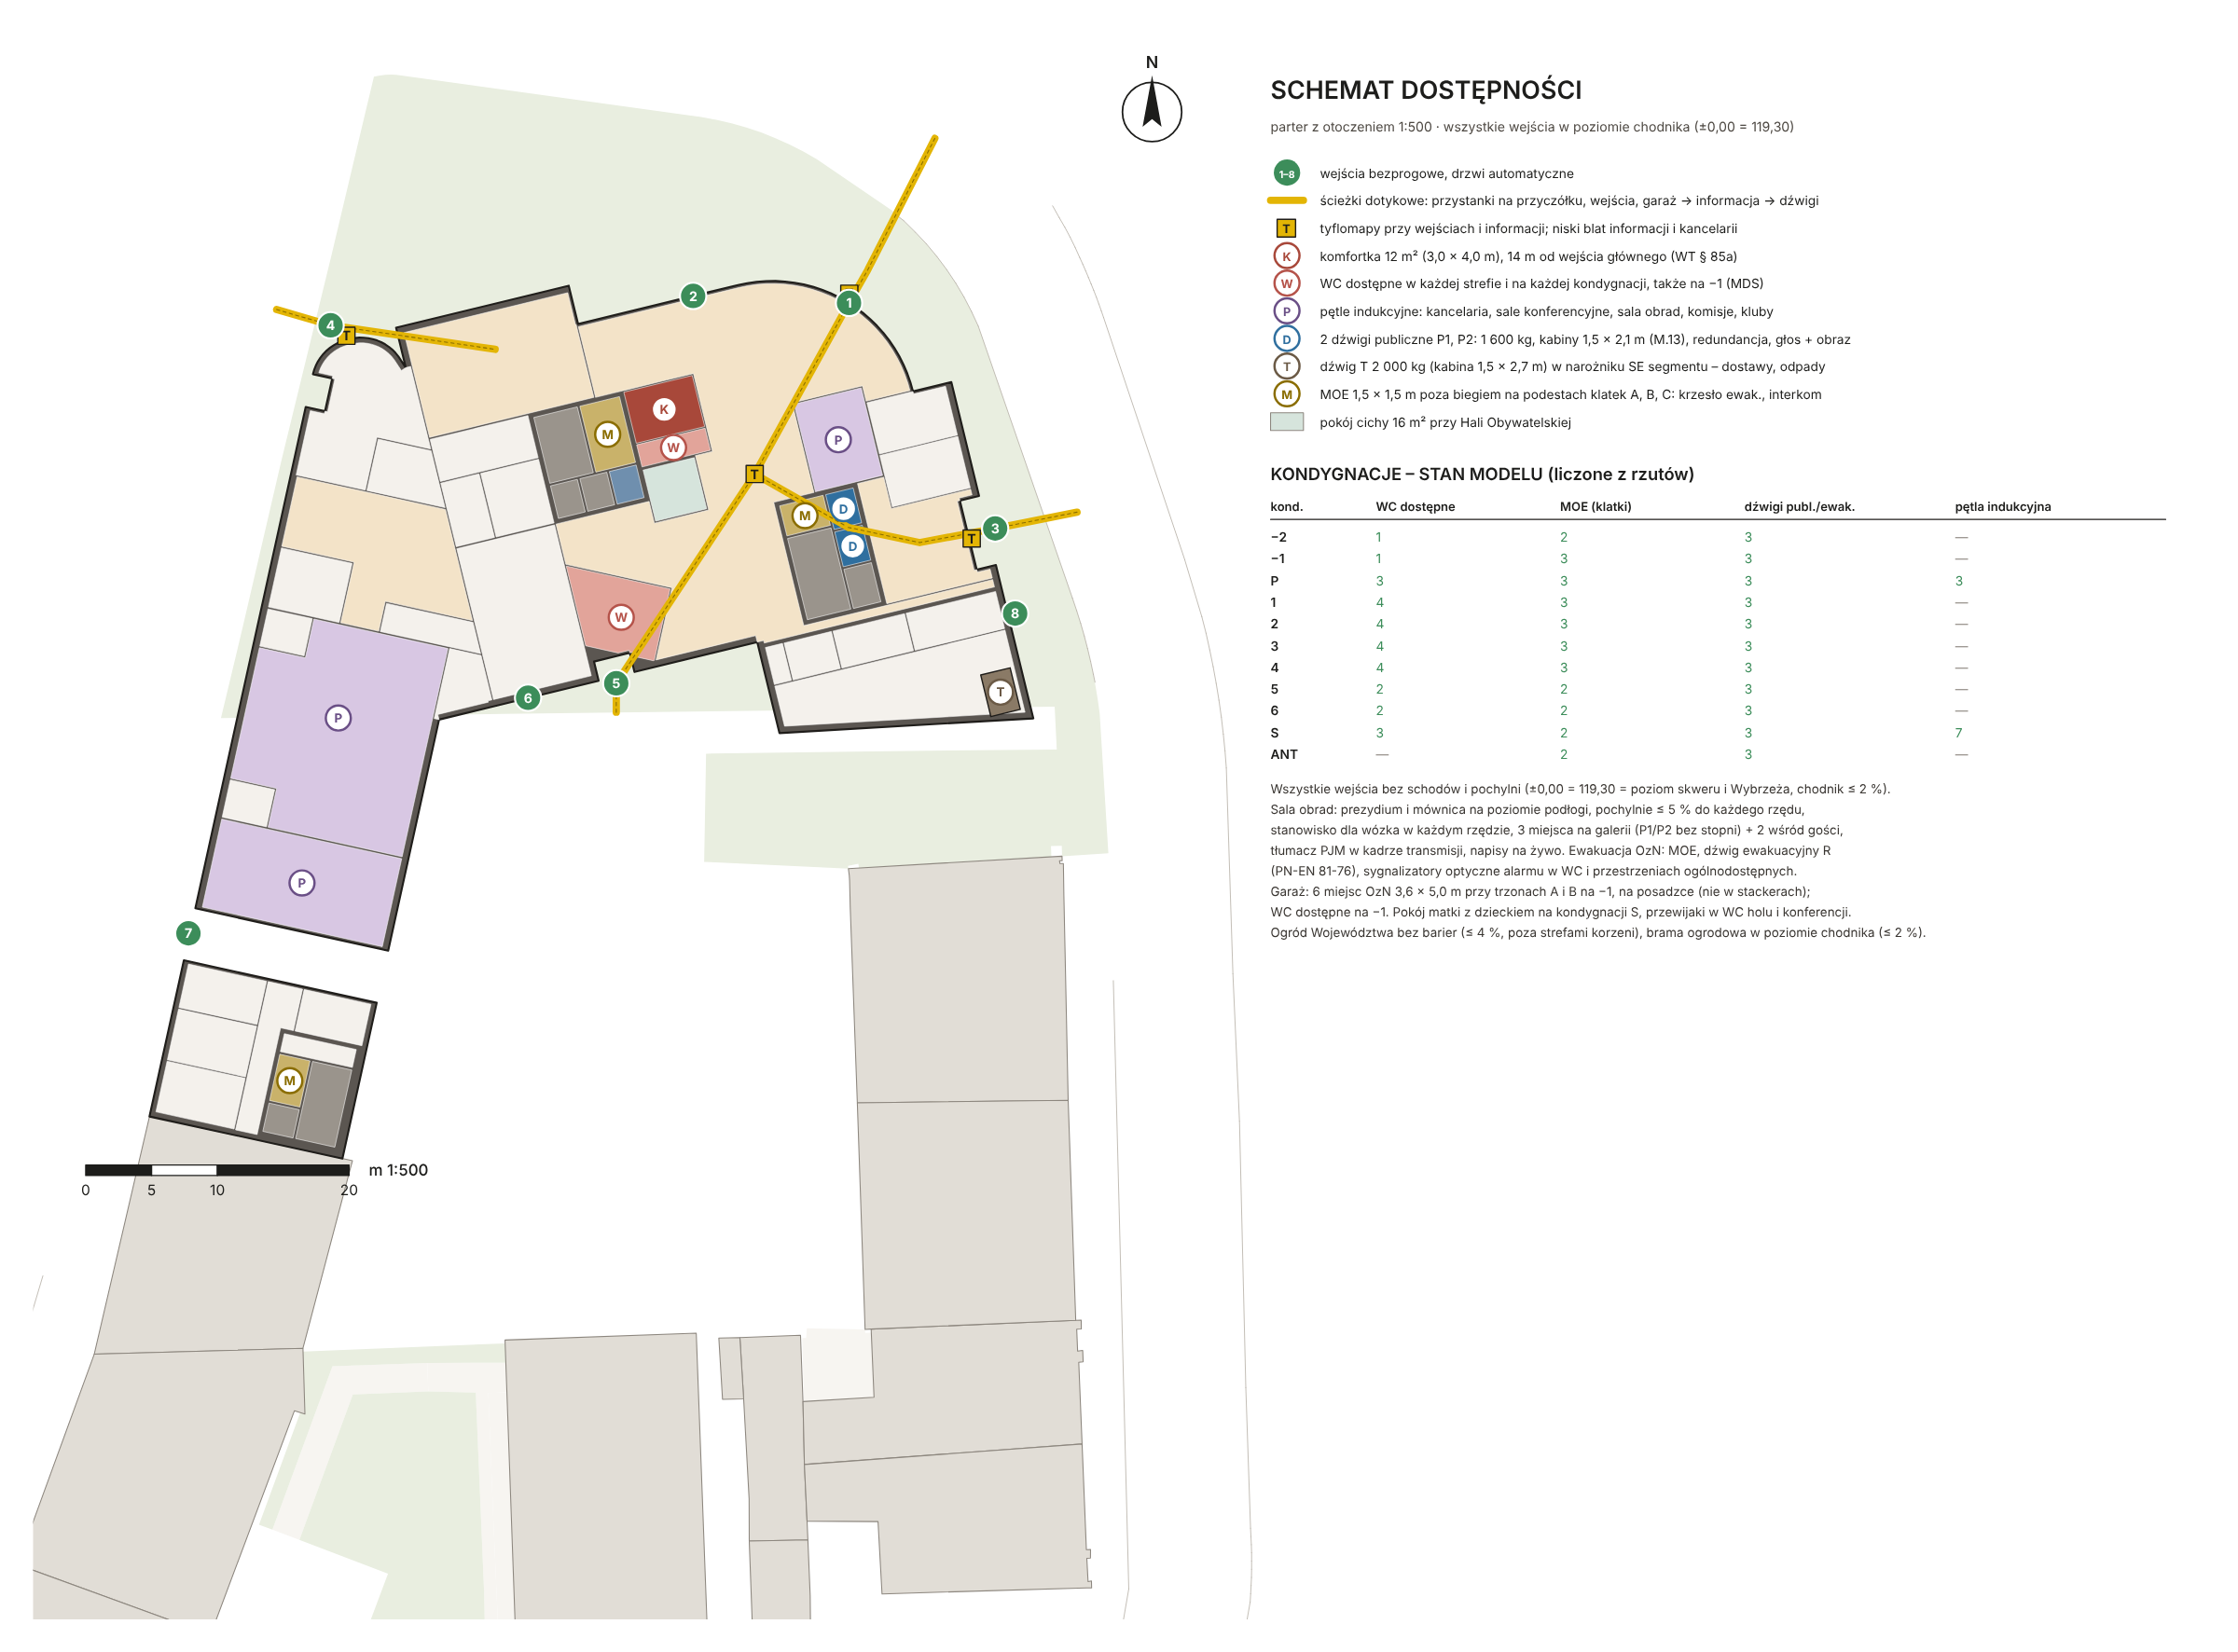 N
SCHEMAT DOSTĘPNOŚCI
parter z otoczeniem 1:500 · wszystkie wejścia w poziomie chodnika (±0,00 = 119,30)
1–8 wejścia bezprogowe, drzwi automatyczne
ścieżki dotykowe: przystanki na przyczółku, wejścia, garaż → informacja → dźwigi
T tyflomapy przy wejściach i informacji; niski blat informacji i kancelarii
K komfortka 12 m² (3,0 × 4,0 m), 14 m od wejścia głównego (WT § 85a)
W WC dostępne w każdej strefie i na każdej kondygnacji, także na −1 (MDS)
P pętle indukcyjne: kancelaria, sale konferencyjne, sala obrad, komisje, kluby
D 2 dźwigi publiczne P1, P2: 1 600 kg, kabiny 1,5 × 2,1 m (M.13), redundancja, głos + obraz
T dźwig T 2 000 kg (kabina 1,5 × 2,7 m) w narożniku SE segmentu – dostawy, odpady
M MOE 1,5 × 1,5 m poza biegiem na podestach klatek A, B, C: krzesło ewak., interkom
pokój cichy 16 m² przy Hali Obywatelskiej
KONDYGNACJE – STAN MODELU (liczone z rzutów)
kond. WC dostępne MOE (klatki) dźwigi publ./ewak. pętla indukcyjna
−2 1 2 3 —
−1 1 3 3 —
P 3 3 3 3
1 4 3 3 —
2 4 3 3 —
3 4 3 3 —
4 4 3 3 —
5 2 2 3 —
6 2 2 3 —
S 3 2 3 7
ANT — 2 3 —
Wszystkie wejścia bez schodów i pochylni (±0,00 = 119,30 = poziom skweru i Wybrzeża, chodnik ≤ 2 %).
Sala obrad: prezydium i mównica na poziomie podłogi, pochylnie ≤ 5 % do każdego rzędu,
stanowisko dla wózka w każdym rzędzie, 3 miejsca na galerii (P1/P2 bez stopni) + 2 wśród gości,
tłumacz PJM w kadrze transmisji, napisy na żywo. Ewakuacja OzN: MOE, dźwig ewakuacyjny R
(PN-EN 81-76), sygnalizatory optyczne alarmu w WC i przestrzeniach ogólnodostępnych.
Garaż: 6 miejsc OzN 3,6 × 5,0 m przy trzonach A i B na −1, na posadzce (nie w stackerach);
WC dostępne na −1. Pokój matki z dzieckiem na kondygnacji S, przewijaki w WC holu i konferencji.
Ogród Województwa bez barier (≤ 4 %, poza strefami korzeni), brama ogrodowa w poziomie chodnika (≤ 2 %).
2
1
4
T
K
M
W
P
T
D
M
D
3
T
W
8
5
6
T
P
P
7
M
m 1:500
0 5 10 20